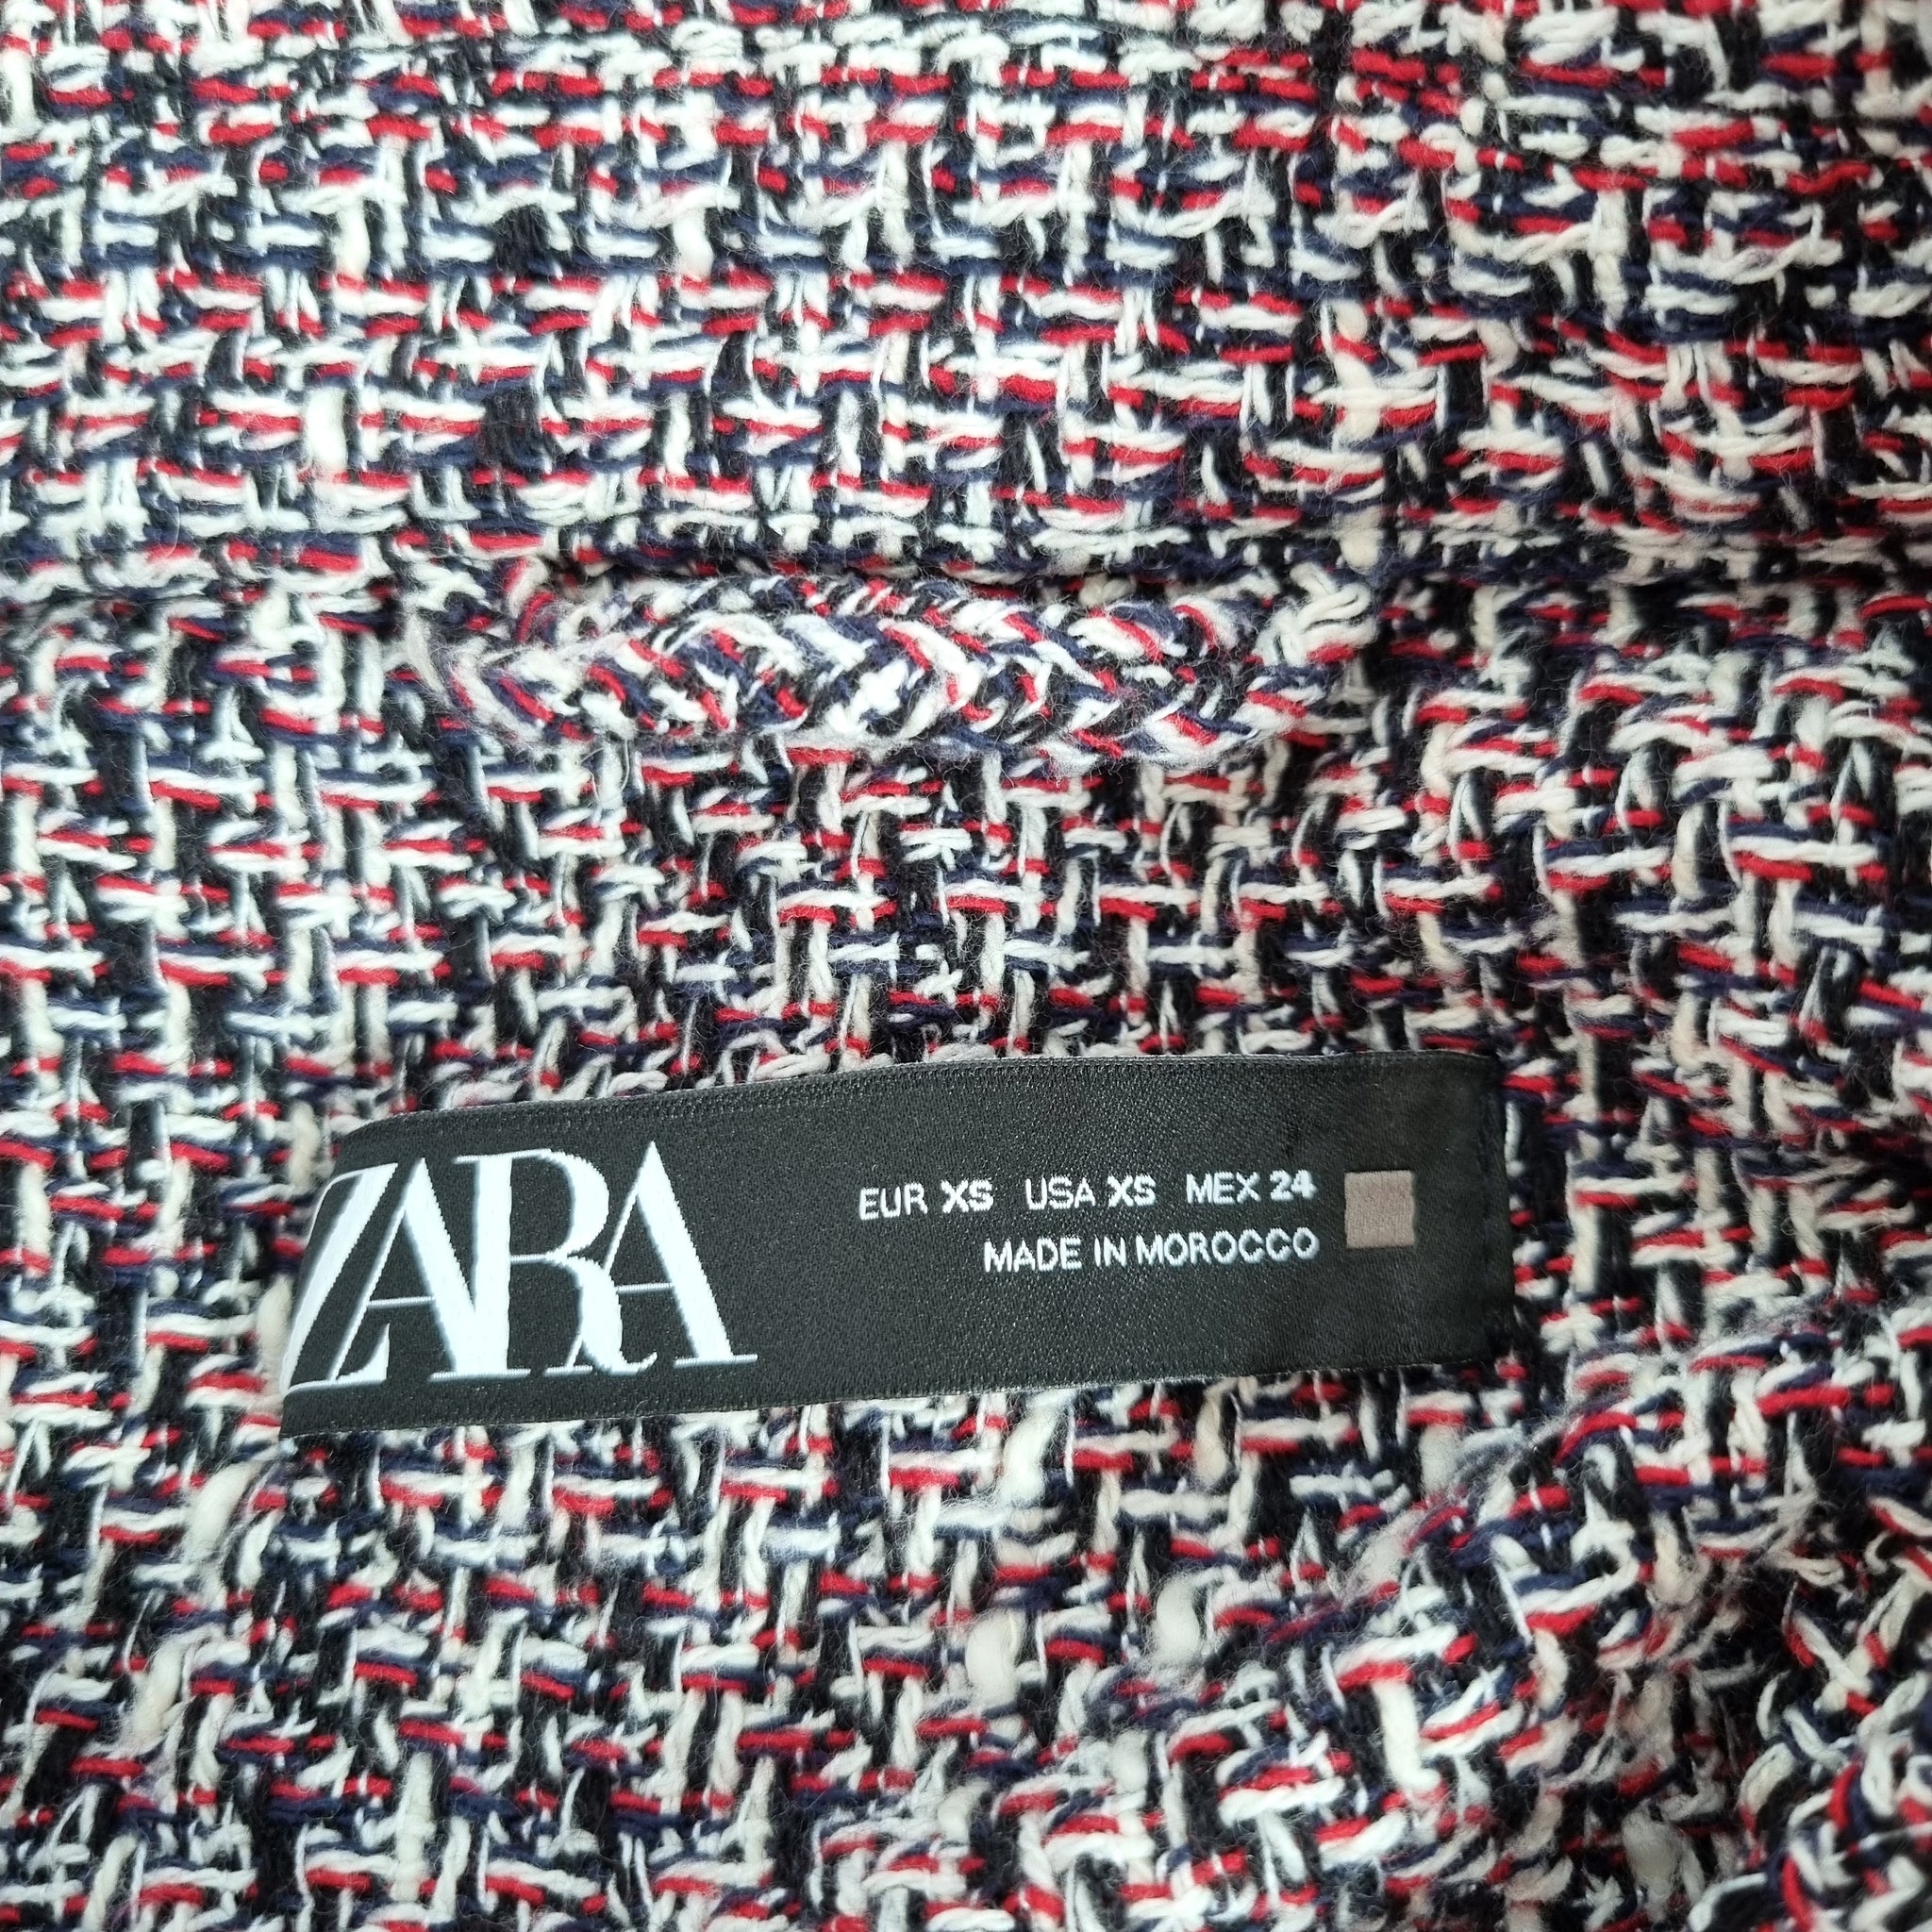 ZARA
EUR XS USA XS MEX 24
MADE IN MOROCCO